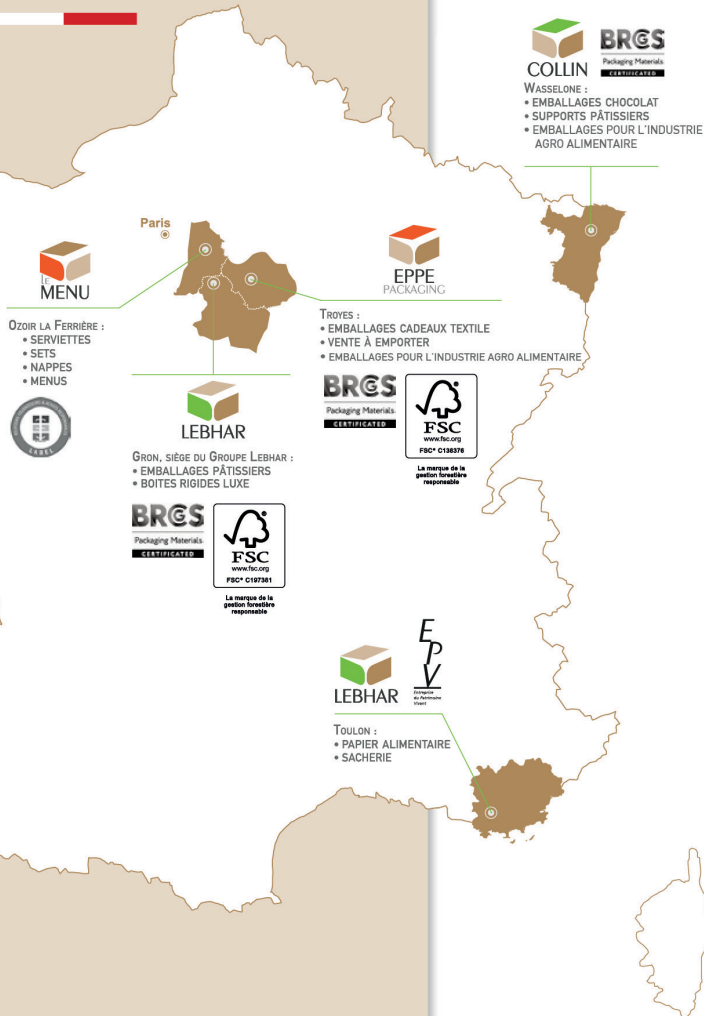 COLLIN
BRCGS
Packaging Materials
CERTIFICATED
WASSELONE :
• EMBALLAGES CHOCOLAT
• SUPPORTS PÂTISSIERS
• EMBALLAGES POUR L'INDUSTRIE
AGRO ALIMENTAIRE
Paris
LE
MENU
OZOIR LA FERRIÈRE :
• SERVIETTES
• SETS
• NAPPES
• MENUS
LABEL
EPPE
PACKAGING
TROYES :
• EMBALLAGES CADEAUX TEXTILE
• VENTE À EMPORTER
• EMBALLAGES POUR L'INDUSTRIE AGRO ALIMENTAIRE
BRCGS
Packaging Materials
CERTIFICATED
FSC
www.fsc.org
FSC® C136376
La marque de la
gestion forestière
responsable
LEBHAR
GRON, SIÈGE DU GROUPE LEBHAR :
• EMBALLAGES PÂTISSIERS
• BOITES RIGIDES LUXE
BRCGS
Packaging Materials
CERTIFICATED
FSC
www.fsc.org
FSC® C197381
La marque de la
gestion forestière
responsable
LEBHAR
EPV
Entreprise
du Patrimoine
Vivant
TOULON :
• PAPIER ALIMENTAIRE
• SACHERIE